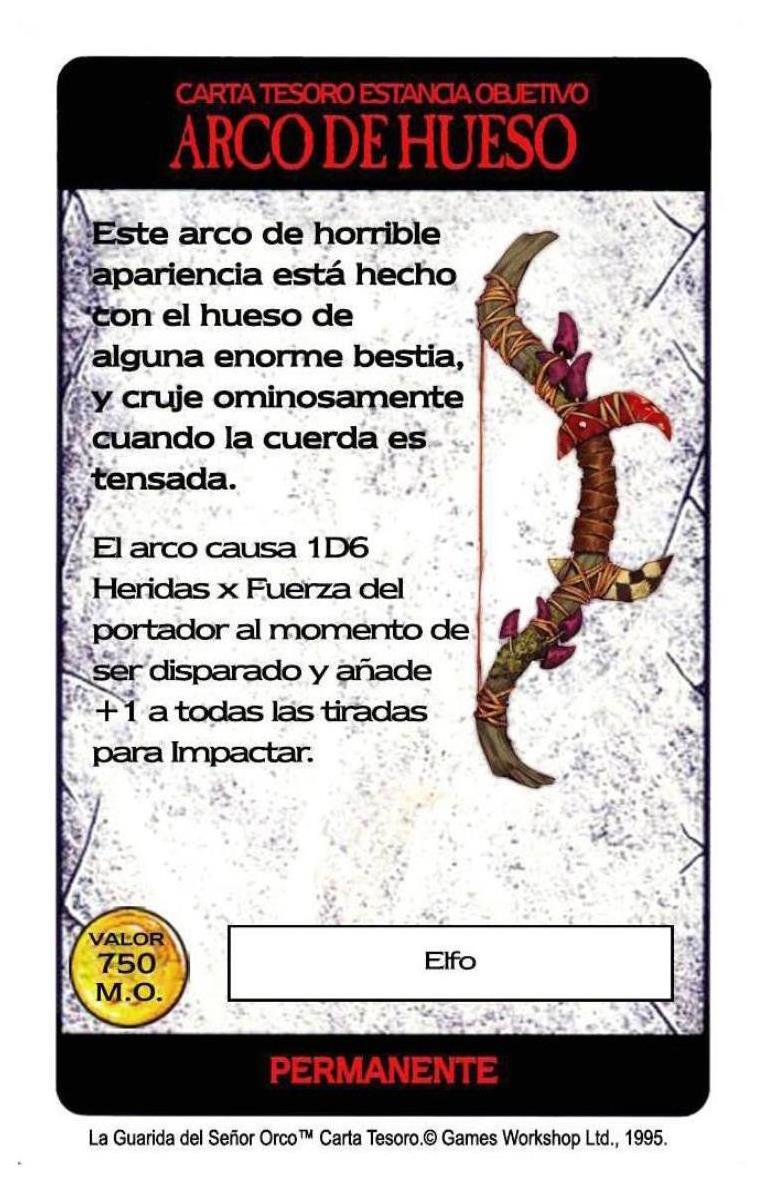 CARTA TESORO ESTANCIA OBJETIVO
ARCO DE HUESO
Este arco de horrible
apariencia está hecho
con el hueso de
alguna enorme bestia,
y cruje ominosamente
cuando la cuerda es
tensada.
El arco causa 1D6
Heridas x Fuerza del
portador al momento de
ser disparado y añade
+1 a todas las tiradas
para Impactar.
VALOR
750
M.O.
Elfo
PERMANENTE
La Guarida del Señor Orco™ Carta Tesoro.© Games Workshop Ltd., 1995.